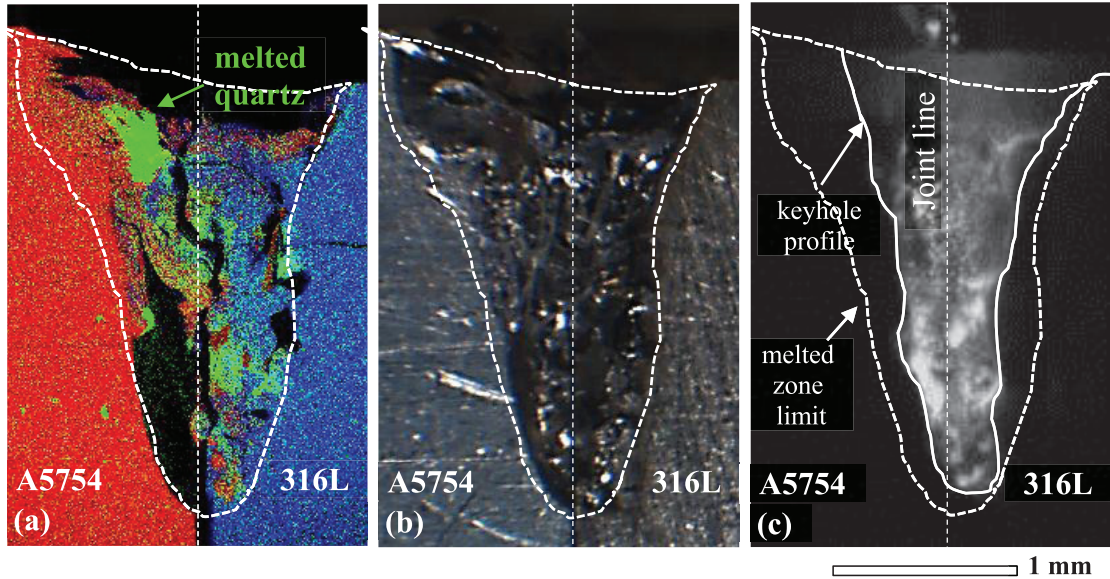 melted
quartz
A5754
316L
(a)
A5754
316L
(b)
Joint line
keyhole
profile
melted
zone
limit
A5754
316L
(c)
1 mm